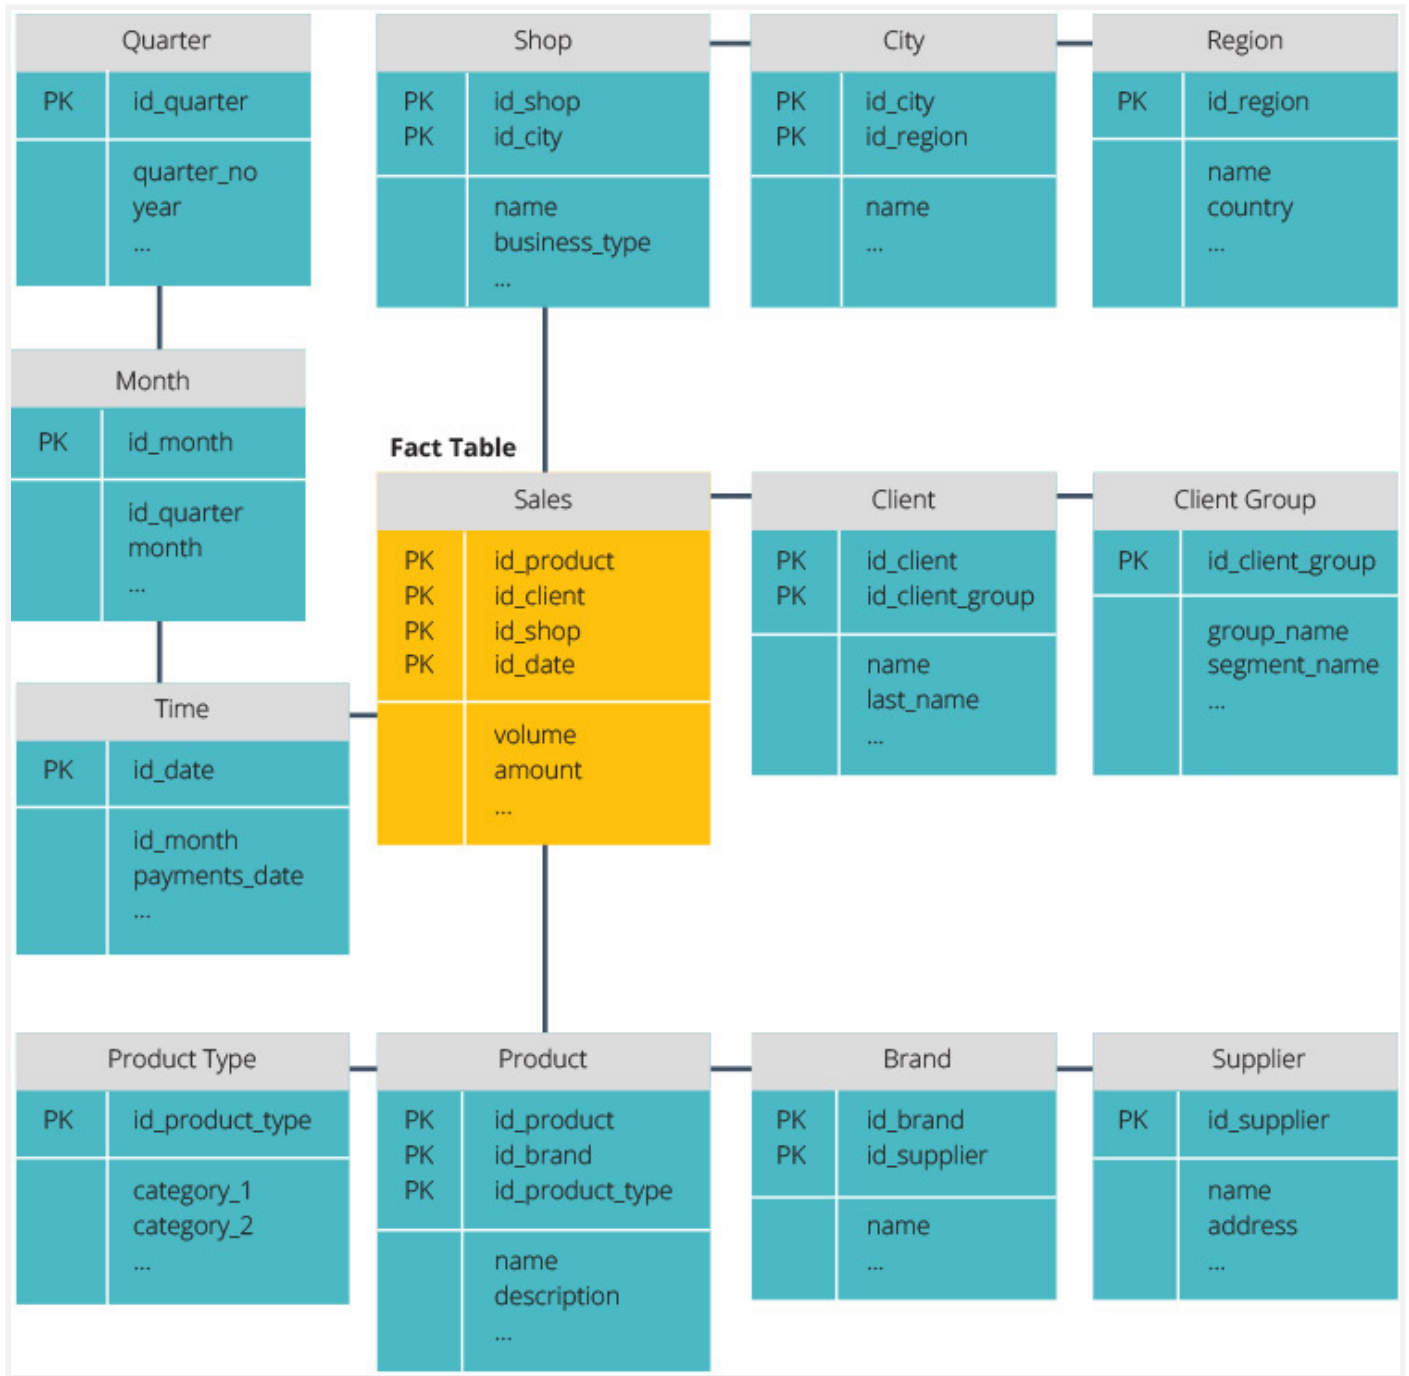 Quarter
PK id_quarter
quarter_no
year
...
Shop
PK id_shop
PK id_city
name
business_type
...
City
PK id_city
PK id_region
name
...
Region
PK id_region
name
country
...
Month
PK id_month
id_quarter
month
...
Fact Table
Sales
PK id_product
PK id_client
PK id_shop
PK id_date
volume
amount
...
Client
PK id_client
PK id_client_group
name
last_name
...
Client Group
PK id_client_group
group_name
segment_name
...
Time
PK id_date
id_month
payments_date
...
Product Type
PK id_product_type
category_1
category_2
...
Product
PK id_product
PK id_brand
PK id_product_type
name
description
...
Brand
PK id_brand
PK id_supplier
name
...
Supplier
PK id_supplier
name
address
...